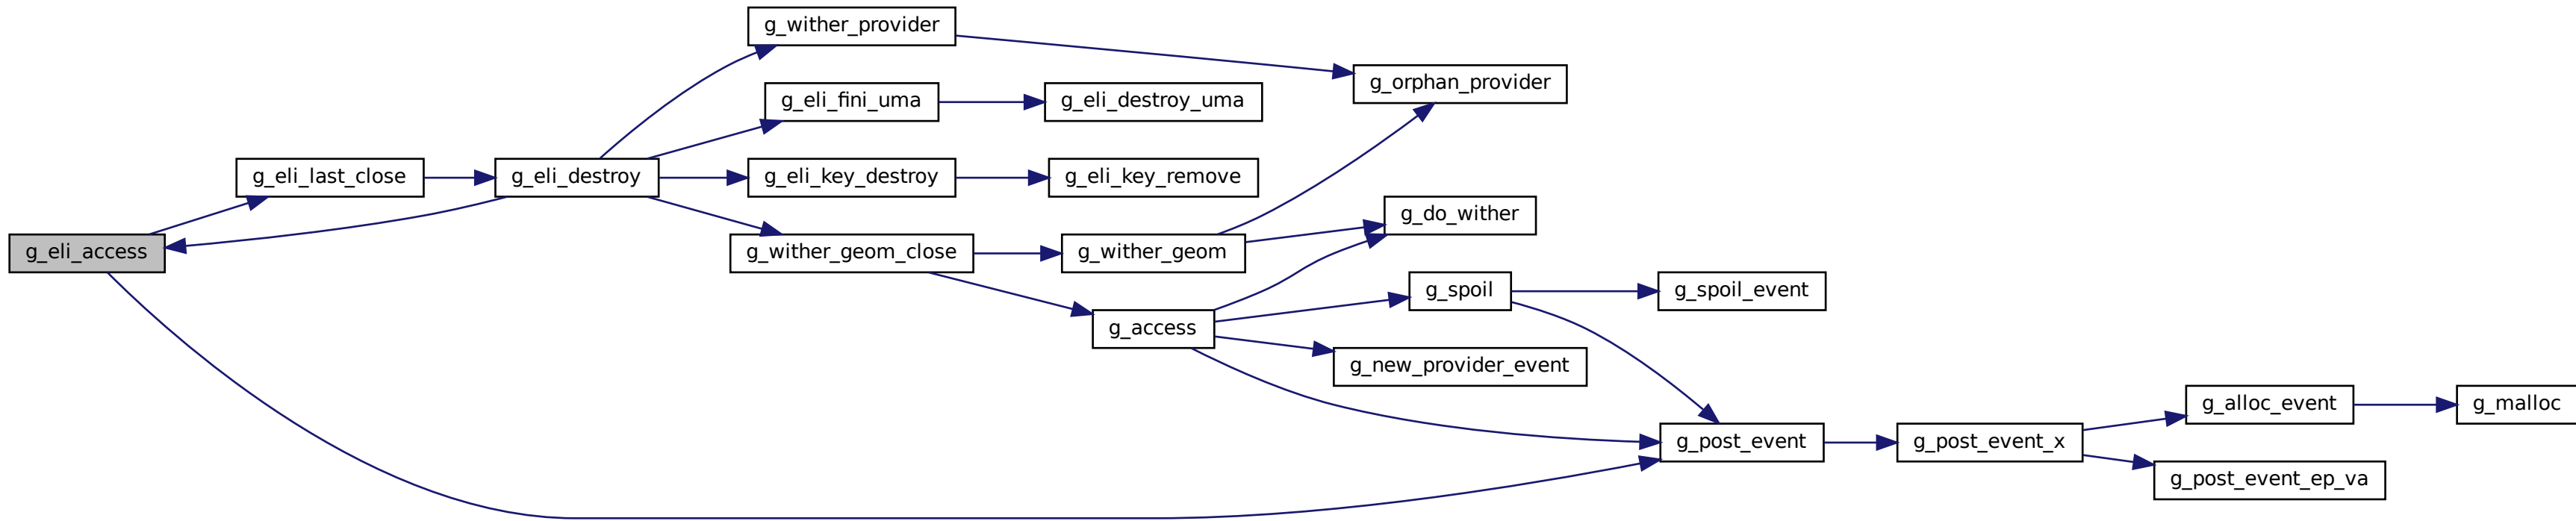 g_wither_provider
g_orphan_provider
g_eli_fini_uma
g_eli_destroy_uma
g_eli_last_close
g_eli_destroy
g_eli_key_destroy
g_eli_key_remove
g_do_wither
g_eli_access
g_wither_geom_close
g_wither_geom
g_spoil
g_spoil_event
g_access
g_new_provider_event
g_alloc_event
g_malloc
g_post_event
g_post_event_x
g_post_event_ep_va